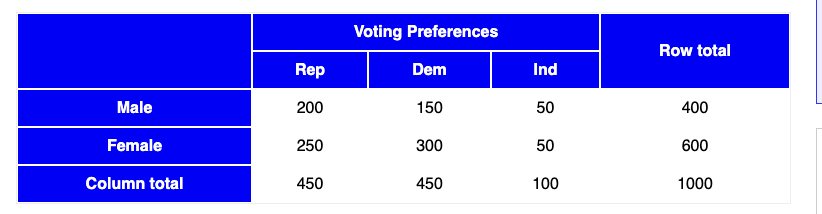 Voting Preferences
Row total
Rep Dem Ind
Male 200 150 50 400
Female 250 300 50 600
Column total 450 450 100 1000